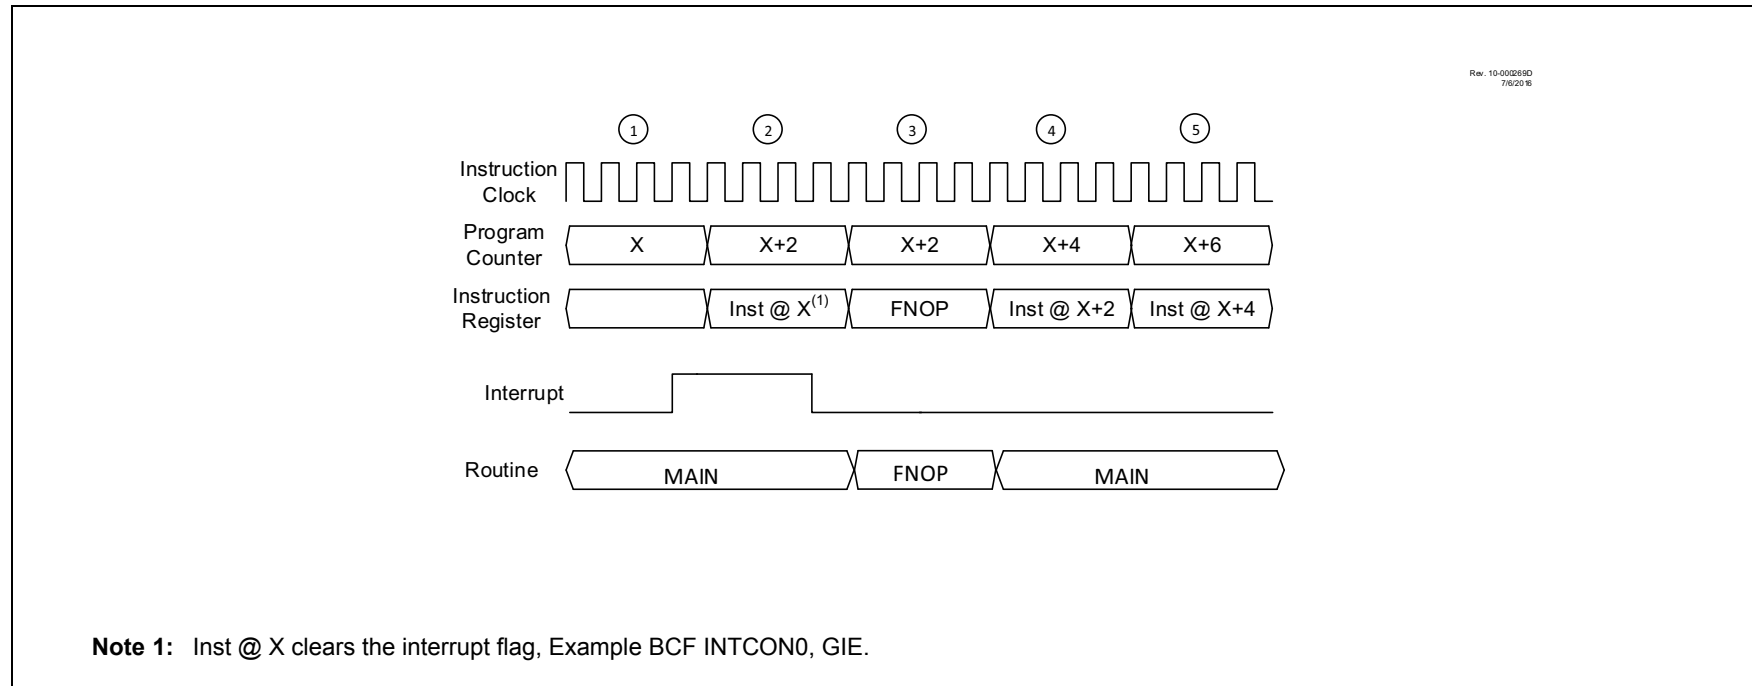 Rev. 10-000269D
7/6/2016
1 2 3 4 5
Instruction
Clock
Program
Counter
X X+2 X+2 X+4 X+6
Instruction
Register
Inst @ X(1) FNOP Inst @ X+2 Inst @ X+4
Interrupt
Routine MAIN FNOP MAIN
Note 1: Inst @ X clears the interrupt flag, Example BCF INTCON0, GIE.